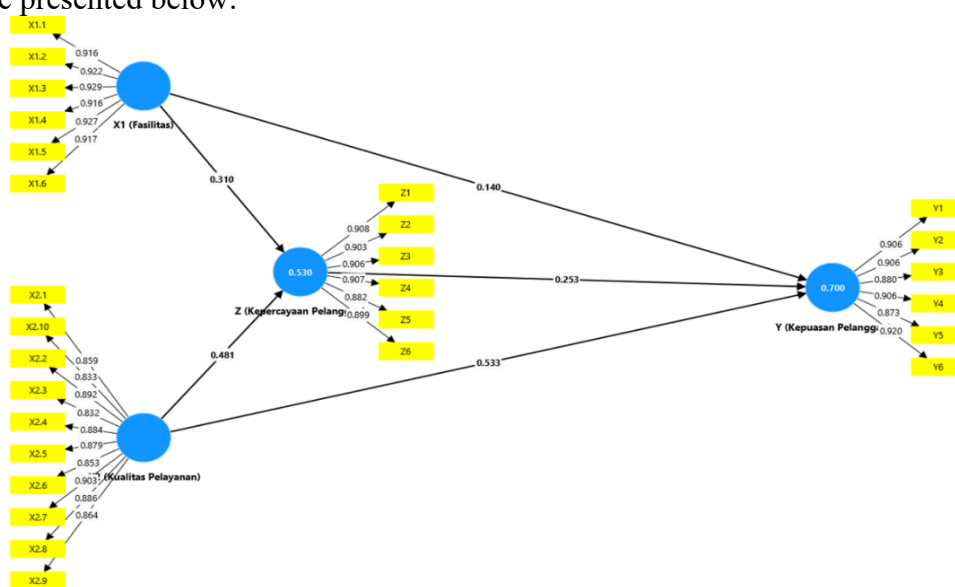 presented below:
X1.1
X1.2
X1.3
X1.4
X1.5
X1.6
0.916
0.922
0.929
0.916
0.927
0.917
X1 (Fasilitas)
0.310
0.140
Z1
Z2
Z3
Z4
Z5
Z6
0.908
0.903
0.906
0.907
0.882
0.899
0.530
Z (Kepercayaan Pelang
0.253
Y1
Y2
Y3
Y4
Y5
Y6
0.906
0.906
0.880
0.906
0.873
0.920
0.700
Y (Kepuasan Pelangg
X2.1
X2.10
X2.2
X2.3
X2.4
X2.5
X2.6
X2.7
X2.8
X2.9
0.859
0.833
0.892
0.832
0.884
0.879
0.853
0.903
0.886
0.864
(Kualitas Pelayanan)
0.481
0.533